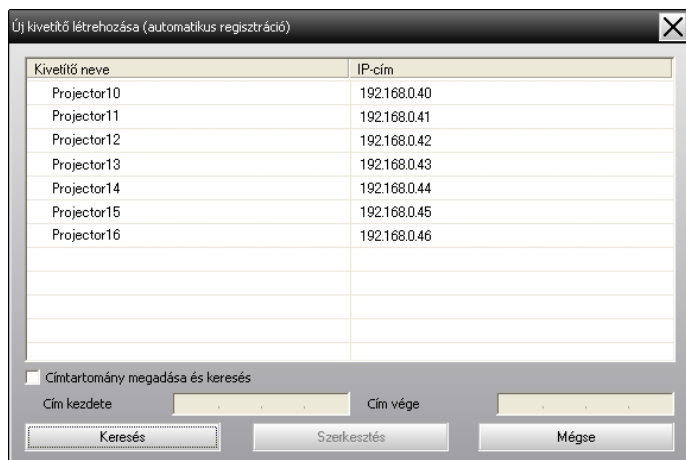 Új kivetítő létrehozása (automatikus regisztráció)
Kivetítő neve IP-cím
Projector10 192.168.0.40
Projector11 192.168.0.41
Projector12 192.168.0.42
Projector13 192.168.0.43
Projector14 192.168.0.44
Projector15 192.168.0.45
Projector16 192.168.0.46
Címtartomány megadása és keresés
Cím kezdete . . . Cím vége . . .
Keresés Szerkesztés Mégse